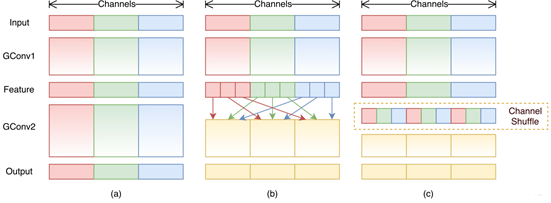 Channels
Channels
Channels
Input
GConv1
Feature
GConv2
Output
Channel
Shuffle
(a)
(b)
(c)